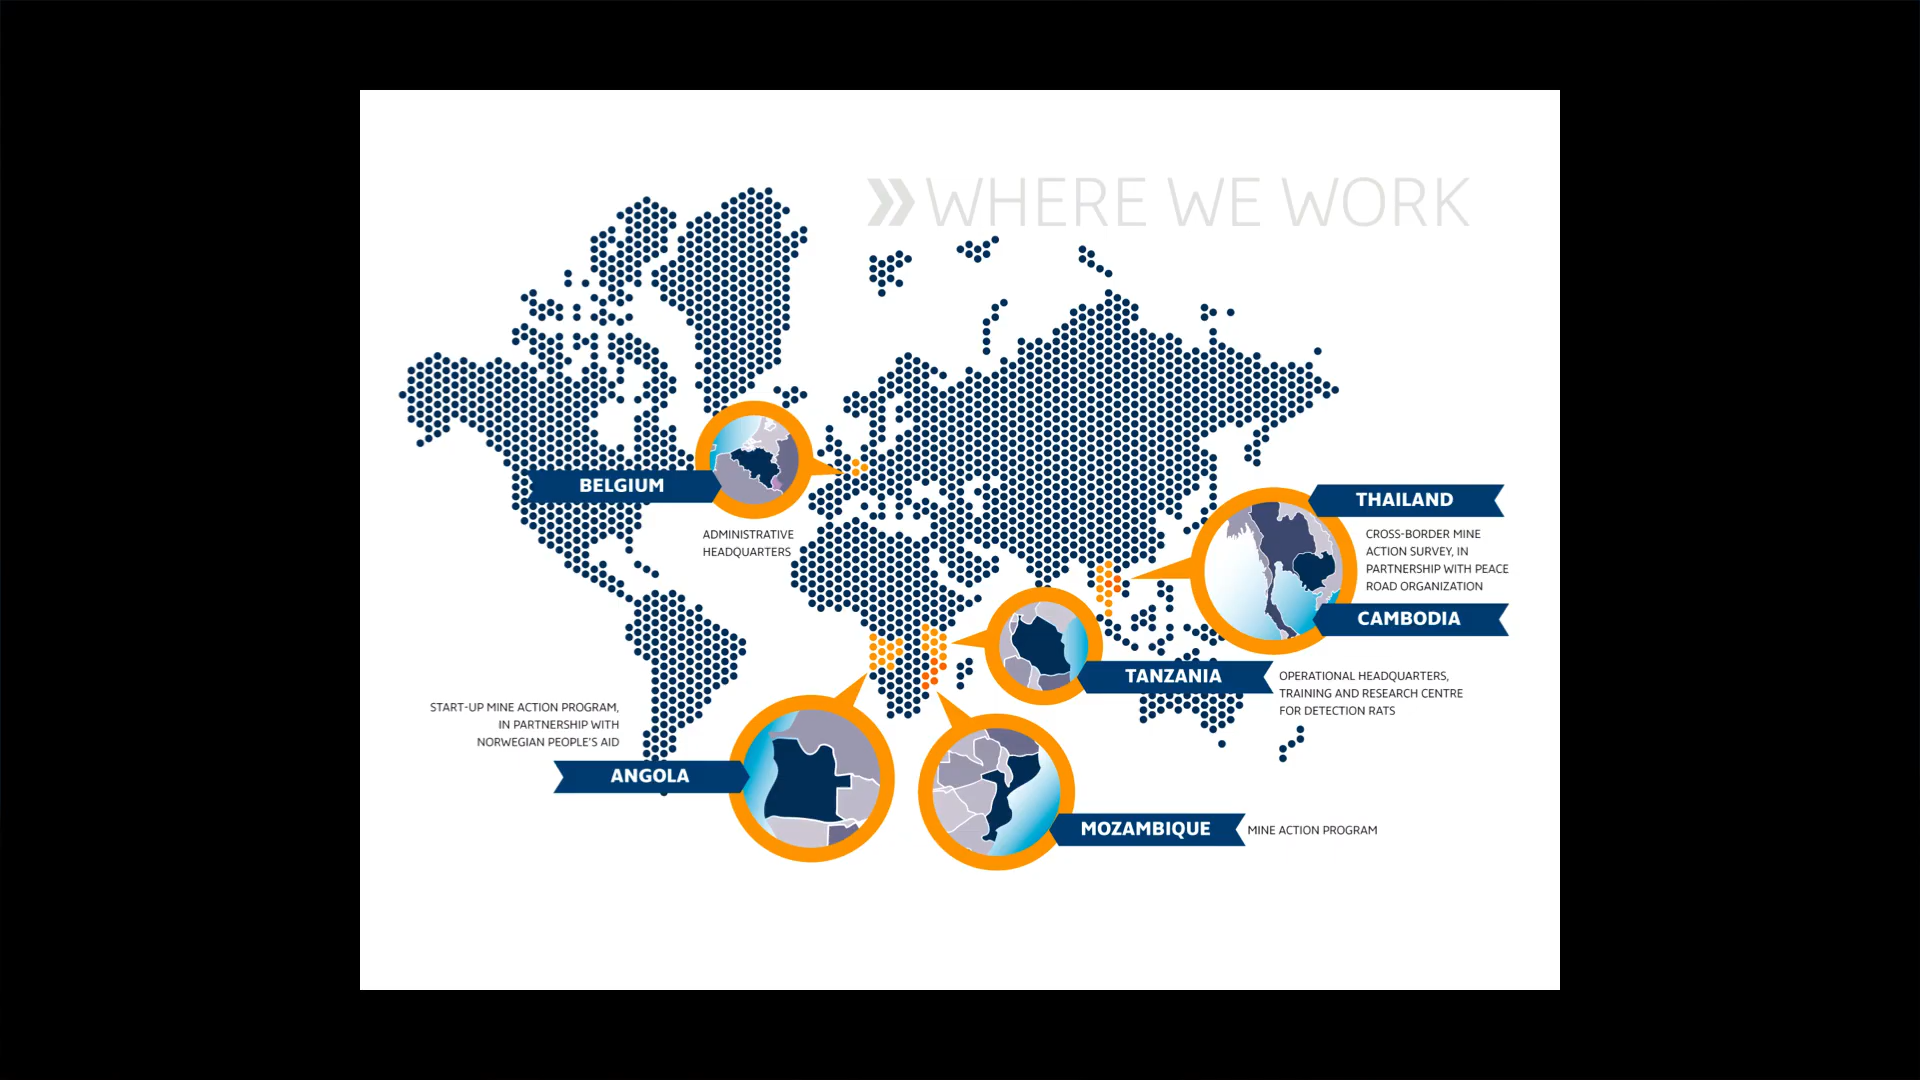 WHERE WE WORK
BELGIUM
ADMINISTRATIVE
HEADQUARTERS
THAILAND
CROSS-BORDER MINE
ACTION SURVEY, IN
PARTNERSHIP WITH PEACE
ROAD ORGANIZATION
CAMBODIA
TANZANIA
OPERATIONAL HEADQUARTERS,
TRAINING AND RESEARCH CENTRE
FOR DETECTION RATS
START-UP MINE ACTION PROGRAM,
IN PARTNERSHIP WITH
NORWEGIAN PEOPLE'S AID
ANGOLA
MOZAMBIQUE
MINE ACTION PROGRAM